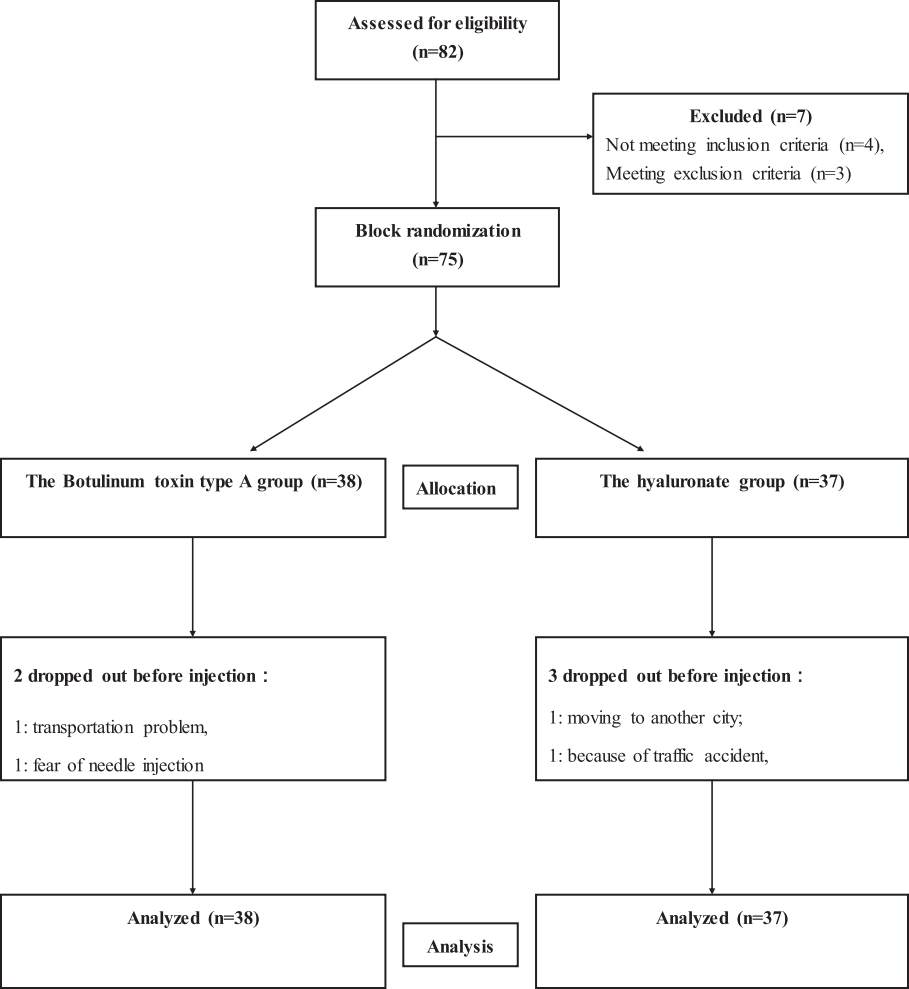 Assessed for eligibility
(n=82)
Excluded (n=7)
Not meeting inclusion criteria (n=4),
Meeting exclusion criteria (n=3)
Block randomization
(n=75)
The Botulinum toxin type A group (n=38)
Allocation
The hyaluronate group (n=37)
2 dropped out before injection :
1: transportation problem,
1: fear of needle injection
3 dropped out before injection :
1: moving to another city;
1: because of traffic accident,
Analyzed (n=38)
Analysis
Analyzed (n=37)